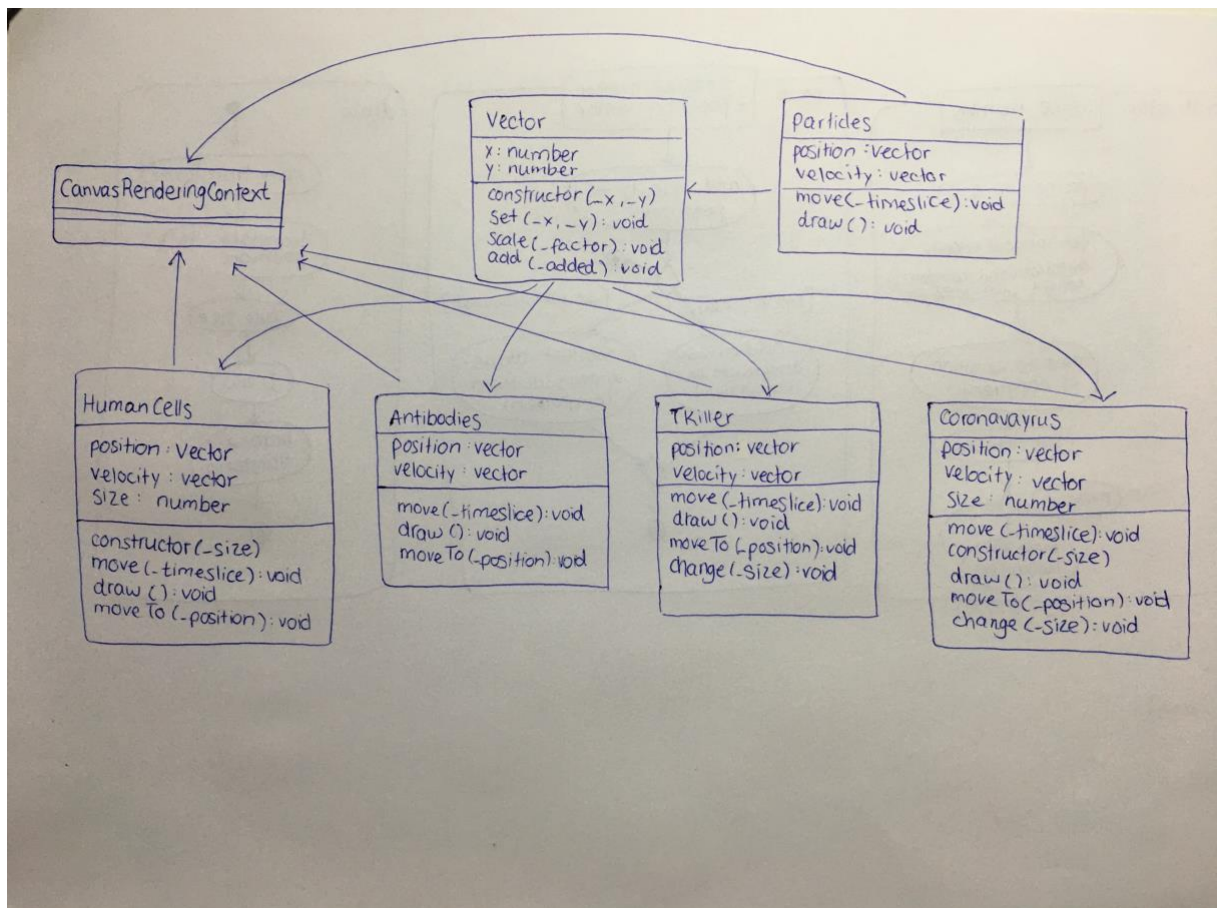 Vector
x: number
y: number
constructor(_x, _y)
set(_x, _y): void
scale(_factor): void
add (_added): void
Particles
position: vector
velocity: vector
move(_timeslice): void
draw(): void
CanvasRenderingContext
Human Cells
position: Vector
velocity: vector
size: number
constructor(_size)
move(_timeslice): void
draw(): void
move To (_position): void
Antibodies
position: vector
velocity: vector
move(_timeslice): void
draw(): void
move To (_position): void
TKiller
position: vector
velocity: vector
move (_timeslice): void
draw(): void
move To (_position): void
change(_size): void
Coronavayrus
position: vector
velocity: vector
size: number
move (_timeslice): void
constructor(_size)
draw(): void
move To(_position): void
change (_size): void